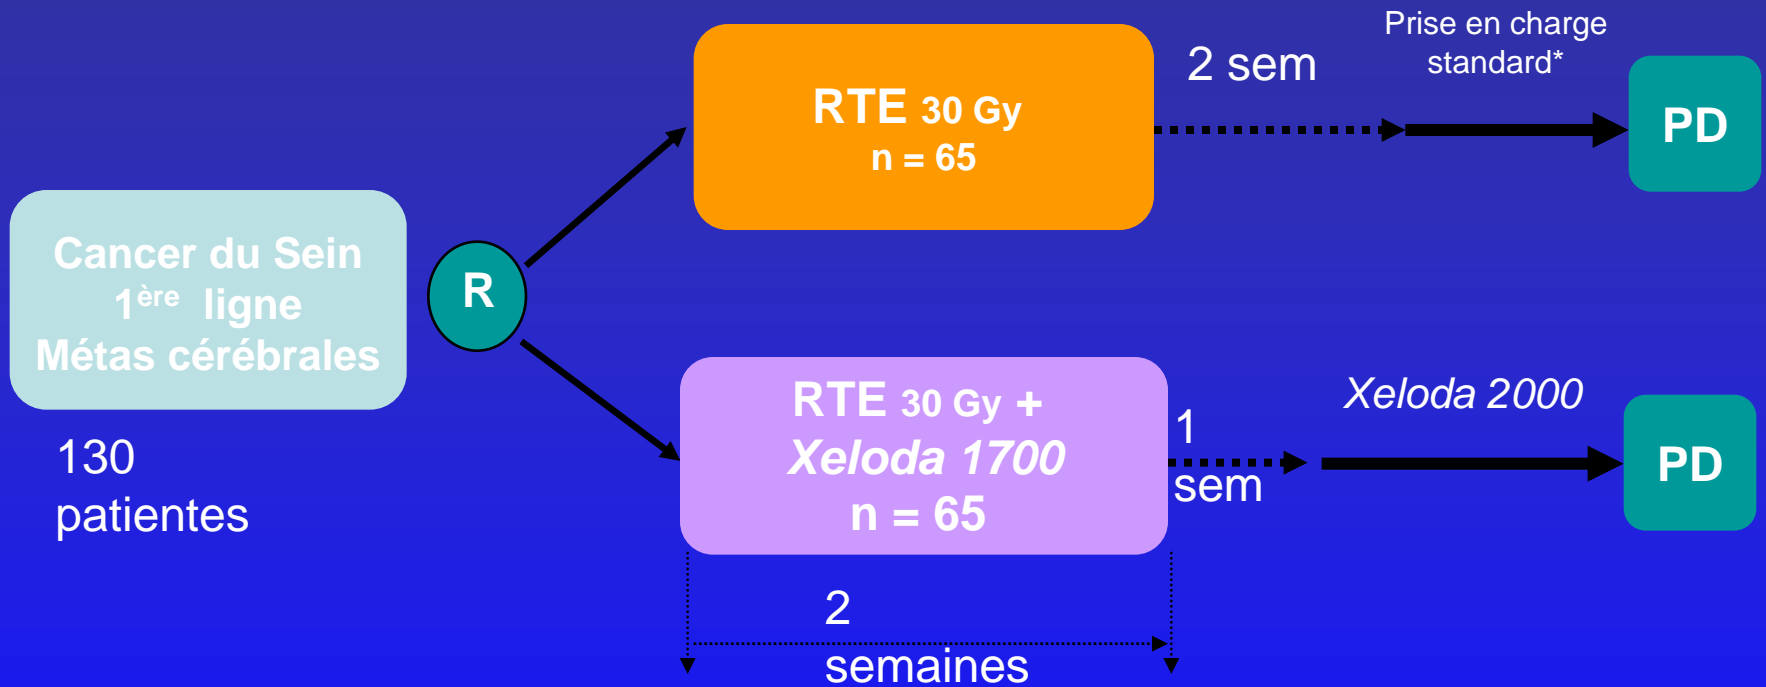 Cancer du Sein
1ère ligne
Métas cérébrales
130
patientes
R
RTE 30 Gy
n = 65
2 sem
Prise en charge
standard*
PD
RTE 30 Gy +
Xeloda 1700
n = 65
1
sem
Xeloda 2000
PD
2
semaines